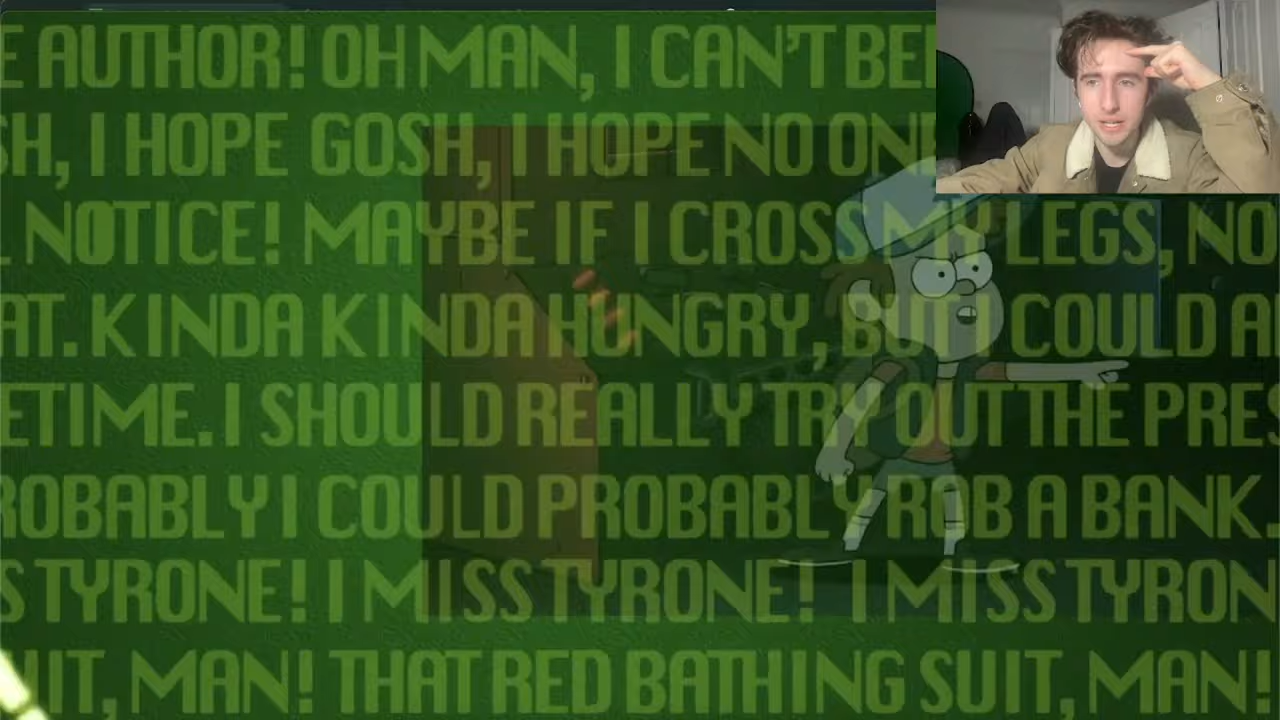 E AUTHOR! OH MAN, I CAN'T BE
SH, I HOPE GOSH, I HOPE NO ONE
NOTICE! MAYBE IF I CROSS MY LEGS, NO
AT. KINDA KINDA HUNGRY, BUT I COULD A
ETIME. I SHOULD REALLY TRY OUT THE PRES
ROBABLY I COULD PROBABLY ROB A BANK.
S TYRONE! I MISS TYRONE! I MISS TYRON
UIT, MAN! THAT RED BATHING SUIT, MAN!